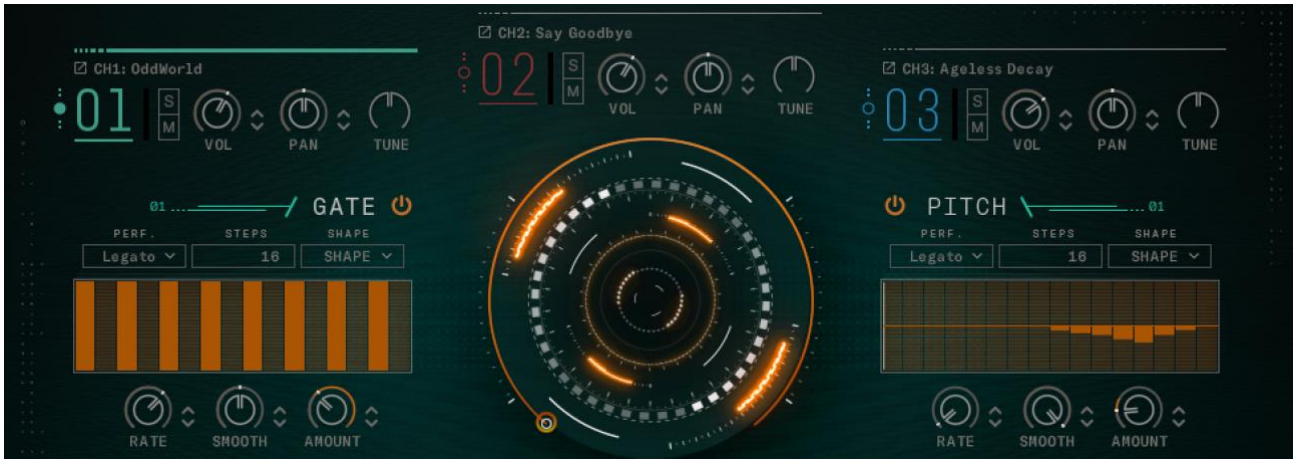 CH2: Say Goodbye
02 S M VOL PAN TUNE
CH1: OddWorld
01 S M VOL PAN TUNE
CH3: Ageless Decay
03 S M VOL PAN TUNE
01 GATE
PERF. STEPS SHAPE
Legato 16 SHAPE
RATE SMOOTH AMOUNT
PITCH 01
PERF. STEPS SHAPE
Legato 16 SHAPE
RATE SMOOTH AMOUNT